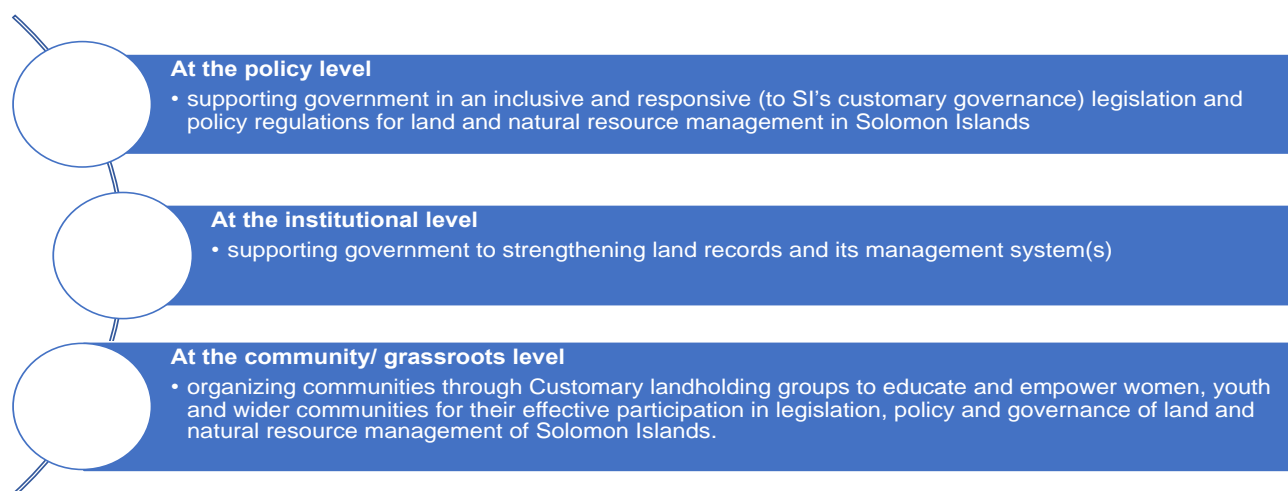 At the policy level
• supporting government in an inclusive and responsive (to SI's customary governance) legislation and
policy regulations for land and natural resource management in Solomon Islands
At the institutional level
• supporting government to strengthening land records and its management system(s)
At the community/ grassroots level
• organizing communities through Customary landholding groups to educate and empower women, youth
and wider communities for their effective participation in legislation, policy and governance of land and
natural resource management of Solomon Islands.